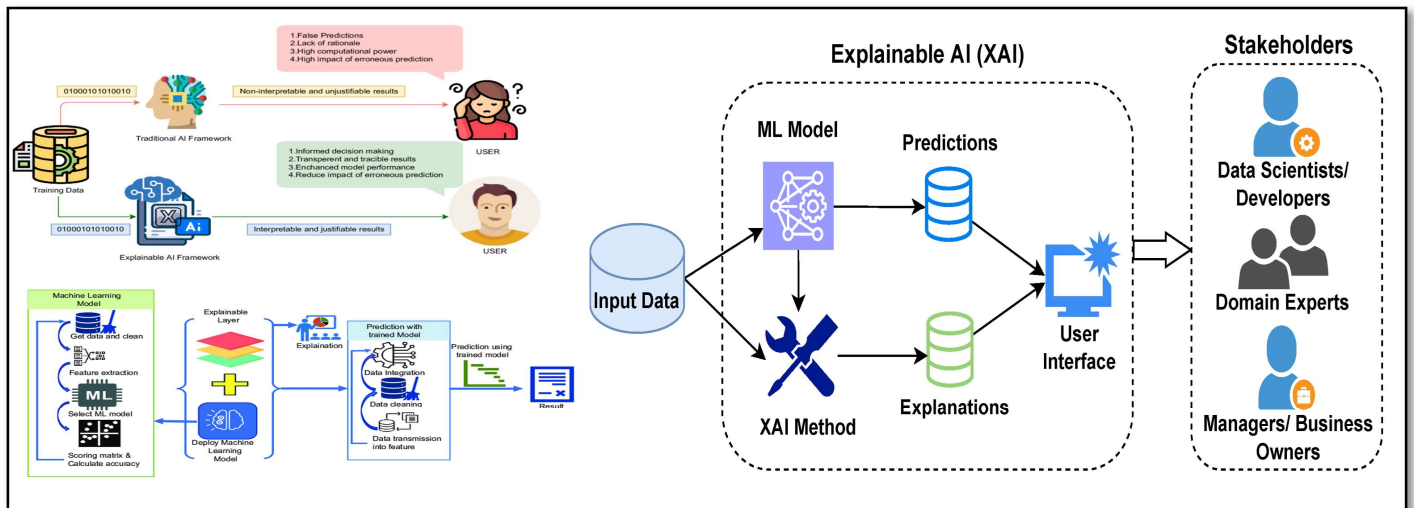 1.False Predictions
2.Lack of rationale
3.High computational power
4.High impact of erroneous prediction
01000101010010
Non-interpretable and unjustifiable results
Traditional AI Framework
USER
Training Data
1.Informed decision making
2.Transperent and tracible results
3.Enchanced model performance
4.Reduce impact of erroneous prediction
X
Ai
01000101010010
Interpretable and justifiable results
Explainable AI Framework
USER
Machine Learning
Model
Get data and clean
Feature extraction
ML
Select ML model
Scoring matrix &
Calculate accuracy
Explainable
Layer
Deploy Machine
Learning
Model
Explaination
Prediction with
trained Model
Data Integration
Data cleaning
Data transmission
into feature
Prediction using
trained model
Result
Explainable AI (XAI)
Input Data
ML Model
Predictions
XAI Method
Explanations
User
Interface
Stakeholders
Data Scientists/
Developers
Domain Experts
Managers/ Business
Owners